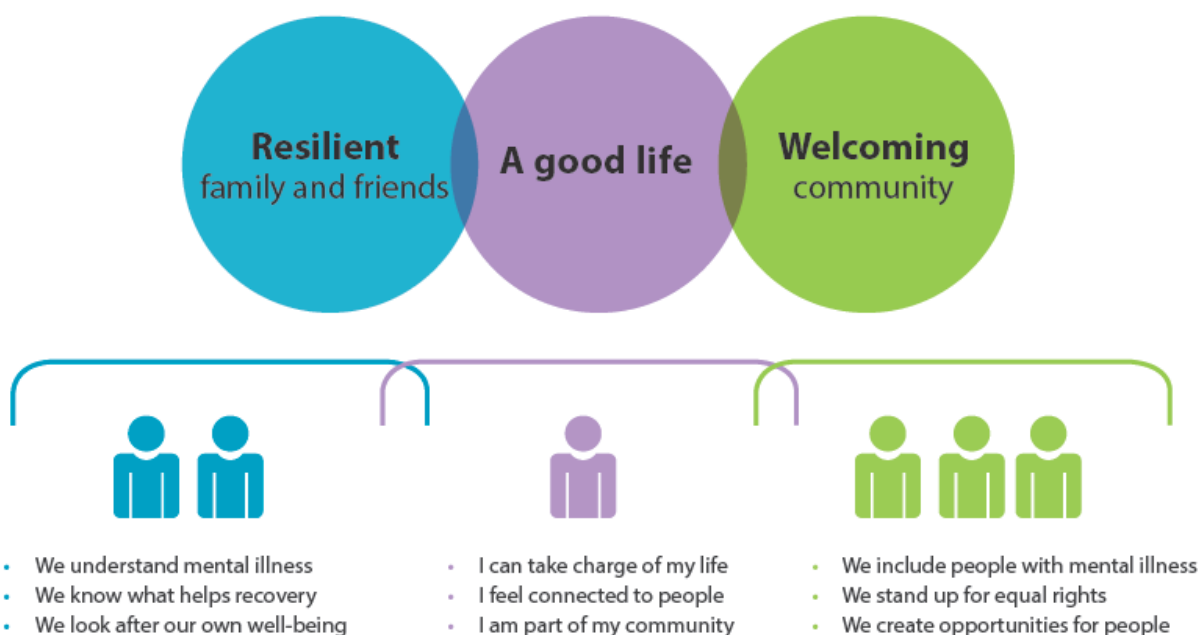 Resilient
family and friends
A good life
Welcoming
community
• We understand mental illness
• We know what helps recovery
• We look after our own well-being
• I can take charge of my life
• I feel connected to people
• I am part of my community
• We include people with mental illness
• We stand up for equal rights
• We create opportunities for people